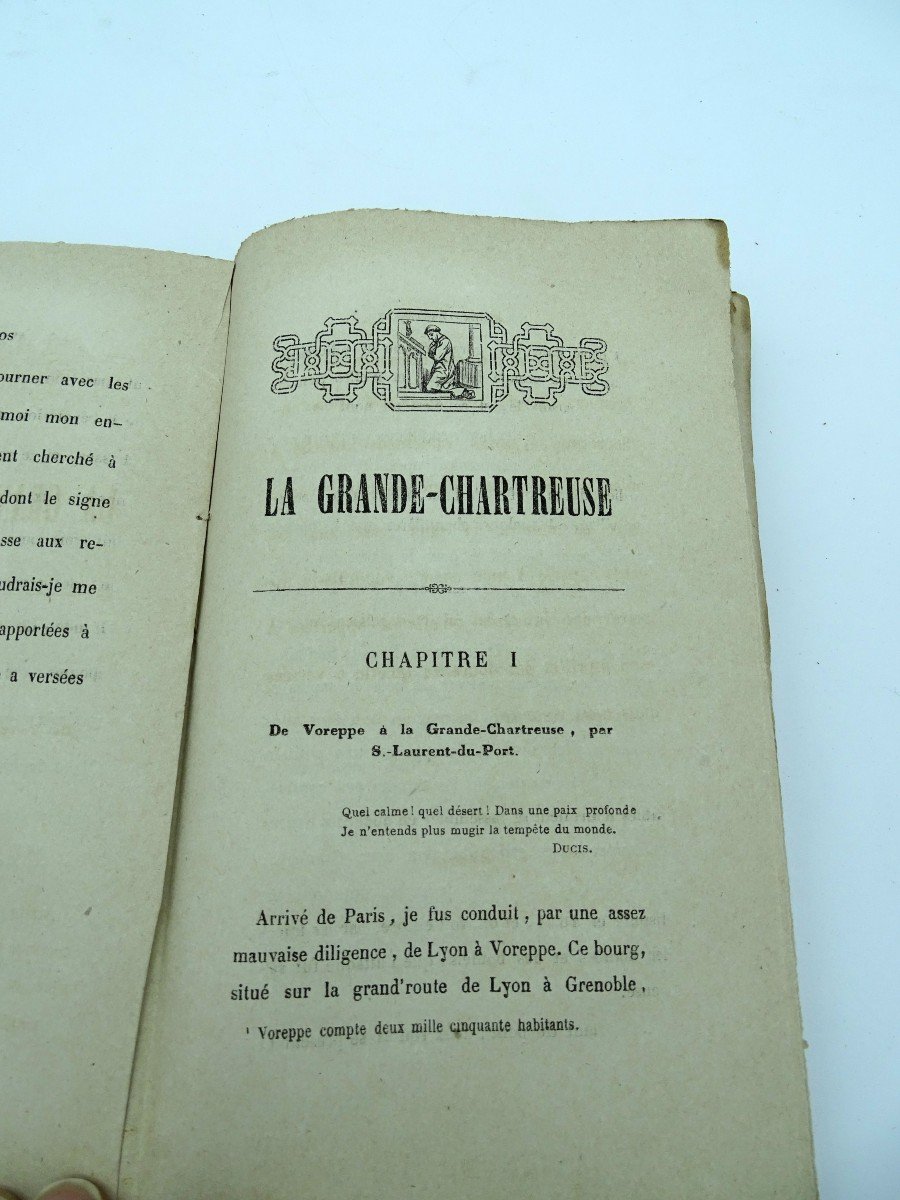 os
ourner avec les
moi mon en-
ent cherché à
dont le signe
sse aux re-
udrais-je me
apportées à
a versées
LA GRANDE-CHARTREUSE
CHAPITRE I
De Voreppe à la Grande-Chartreuse, par
S.-Laurent-du-Port.
Quel calme! quel désert! Dans une paix profonde
Je n'entends plus mugir la tempête du monde.
DUCIS.
Arrivé de Paris, je fus conduit, par une assez
mauvaise diligence, de Lyon à Voreppe. Ce bourg,
situé sur la grand'route de Lyon à Grenoble,
¹ Voreppe compte deux mille cinquante habitants.